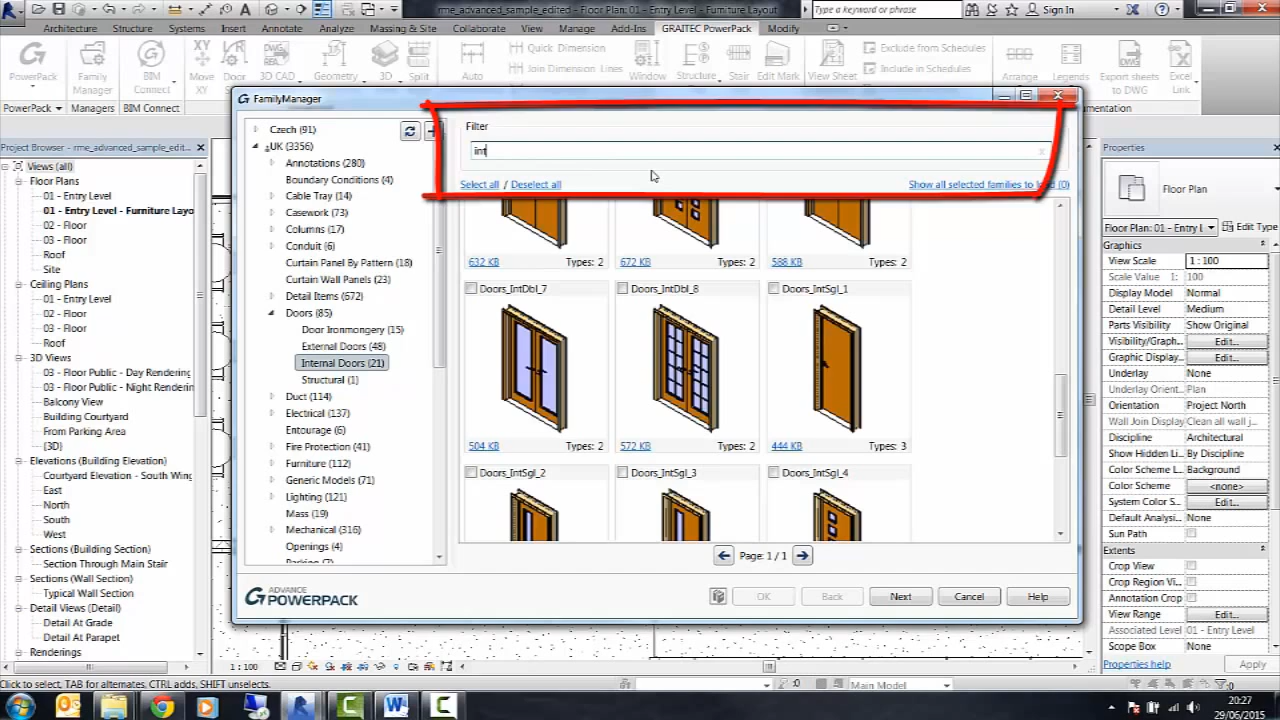 rme_advanced_sample_edited - Floor Plan: 01 - Entry Level - Furniture Layout
Type a keyword or phrase
Sign In
Architecture Structure Systems Insert Annotate Analyze Massing & Site Collaborate View Manage Add-Ins GRAITEC PowerPack Modify
PowerPack
Family Manager
BIM Connect
Move XY
Door
3D CAD
Geometry
3D
Split
Auto
Quick Dimension
Join Dimension Lines
Window
Structure
Stair
Edit Mark
View Sheet
Exclude from Schedules
Include in Schedules
Arrange
Legends
Export sheets to DWG
Excel Link
PowerPack Managers BIM Connect
FamilyManager
Project Browser - rme_advanced_sample_edit...
Views (all)
Floor Plans
01 - Entry Level
01 - Entry Level - Furniture Layo
02 - Floor
03 - Floor
Roof
Site
Ceiling Plans
01 - Entry Level
02 - Floor
03 - Floor
3D Views
03 - Floor Public - Day Rendering
03 - Floor Public - Night Renderin
Balcony View
Building Courtyard
From Parking Area
{3D}
Elevations (Building Elevation)
Courtyard Elevation - South Wing
East
North
South
West
Sections (Building Section)
Section Through Main Stair
Sections (Wall Section)
Typical Wall Section
Detail Views (Detail)
Detail At Grade
Detail At Parapet
Renderings
Czech (91)
UK (3356)
Annotations (280)
Boundary Conditions (4)
Cable Tray (14)
Casework (73)
Columns (17)
Conduit (6)
Curtain Panel By Pattern (18)
Curtain Wall Panels (23)
Detail Items (672)
Doors (85)
Door Ironmongery (15)
External Doors (48)
Internal Doors (21)
Structural (1)
Duct (114)
Electrical (137)
Entourage (6)
Fire Protection (41)
Furniture (112)
Generic Models (71)
Lighting (121)
Mass (19)
Mechanical (316)
Openings (4)
Parking (7)
Filter
int
Select all / Deselect all
Show all selected families to load (0)
632 KB Types: 2
672 KB Types: 2
588 KB Types: 2
Doors_IntDbl_7
Doors_IntDbl_8
Doors_IntSgl_1
504 KB Types: 2
572 KB Types: 2
444 KB Types: 3
Doors_IntSgl_2
Doors_IntSgl_3
Doors_IntSgl_4
Page: 1 / 1
ADVANCE
POWERPACK
OK Back Next Cancel Help
Properties
Floor Plan
Floor Plan: 01 - Entry L Edit Type
Graphics
View Scale 1 : 100
Scale Value 1: 100
Display Model Normal
Detail Level Medium
Parts Visibility Show Original
Visibility/Graph... Edit...
Graphic Display... Edit...
Underlay None
Underlay Orient... Plan
Orientation Project North
Wall Join Display Clean all wall j...
Discipline Architectural
Show Hidden Li... By Discipline
Color Scheme L... Background
Color Scheme <none>
System Color S... Edit...
Default Analysi... None
Sun Path
Extents
Crop View
Crop Region Vi...
Annotation Crop
View Range Edit...
Associated Level 01 - Entry Level
Scope Box None
Properties help
Apply
1 : 100
Click to select, TAB for alternates, CTRL adds, SHIFT unselects.
:0
Main Model
:0
20:27
29/06/2015